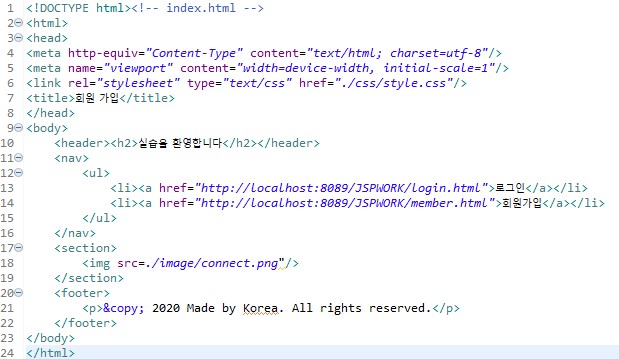 1 <!DOCTYPE html><!-- index.html -->
2 <html>
3 <head>
4 <meta http-equiv="Content-Type" content="text/html; charset=utf-8"/>
5 <meta name="viewport" content="width=device-width, initial-scale=1"/>
6 <link rel="stylesheet" type="text/css" href="./css/style.css"/>
7 <title>회원 가입</title>
8 </head>
9 <body>
10 <header><h2>실습을 환영합니다</h2></header>
11 <nav>
12 <ul>
13 <li><a href="http://localhost:8089/JSPWORK/login.html">로그인</a></li>
14 <li><a href="http://localhost:8089/JSPWORK/member.html">회원가입</a></li>
15 </ul>
16 </nav>
17 <section>
18 <img src=./image/connect.png"/>
19 </section>
20 <footer>
21 <p>&copy; 2020 Made by Korea. All rights reserved.</p>
22 </footer>
23 </body>
24 </html>